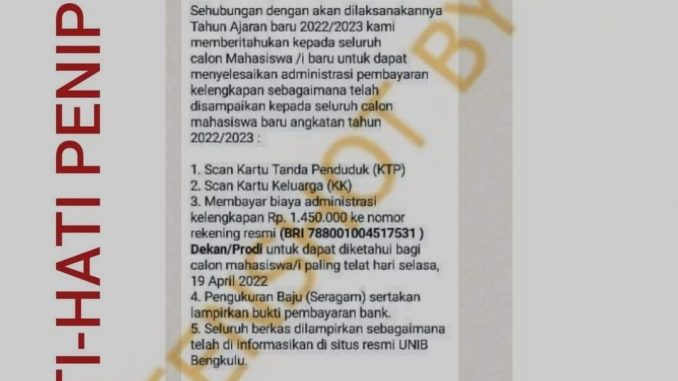 Sehubungan dengan akan dilaksanakannya
Tahun Ajaran baru 2022/2023 kami
memberitahukan kepada seluruh
calon Mahasiswa /i baru untuk dapat
menyelesaikan administrasi pembayaran
kelengkapan sebagaimana telah
disampaikan kepada seluruh calon
mahasiswa baru angkatan tahun
2022/2023 :
1. Scan Kartu Tanda Penduduk (KTP)
2. Scan Kartu Keluarga (KK)
3. Membayar biaya administrasi
kelengkapan Rp. 1.450.000 ke nomor
rekening resmi (BRI 788001004517531 )
Dekan/Prodi untuk dapat diketahui bagi
calon mahasiswa/i paling telat hari selasa,
19 April 2022
4. Pengukuran Baju (Seragam) sertakan
lampirkan bukti pembayaran bank.
5. Seluruh berkas dilampirkan sebagaimana
telah di informasikan di situs resmi UNIB
Bengkulu.
TI-HATI PENIP
EENSHOT BY